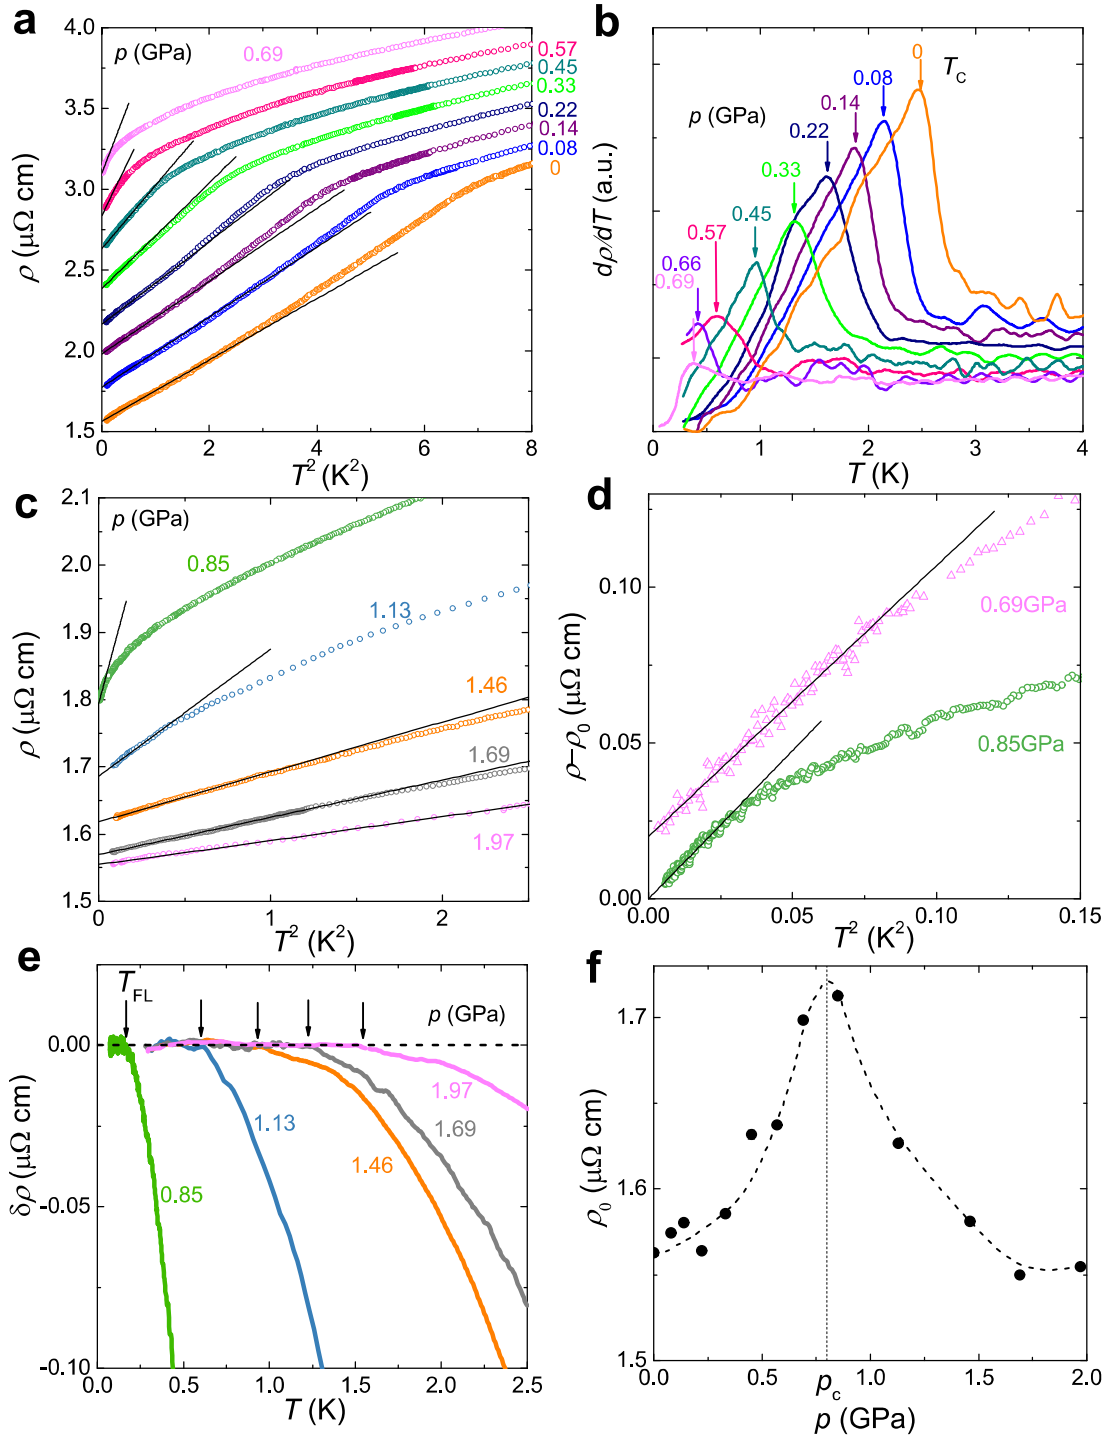 a
p (GPa)
0.69
0.57
0.45
0.33
0.22
0.14
0.08
0
4.0
3.5
3.0
2.5
2.0
1.5
ρ (μΩ cm)
0 2 4 6 8
T² (K²)
b
0
T_C
0.08
p (GPa)
0.14
0.22
0.33
0.45
0.57
0.66
0.69
dρ/dT (a.u.)
0 1 2 3 4
T (K)
c
p (GPa)
2.1
2.0
1.9
1.8
1.7
1.6
1.5
0.85
1.13
1.46
1.69
1.97
ρ (μΩ cm)
0 1 2
T² (K²)
d
0.10
0.05
0.00
0.69GPa
0.85GPa
ρ−ρ₀ (μΩ cm)
0.00 0.05 0.10 0.15
T² (K²)
e
T_FL
p (GPa)
0.00
-0.05
-0.10
1.97
1.13
1.69
1.46
0.85
δρ (μΩ cm)
0.0 0.5 1.0 1.5 2.0 2.5
T (K)
f
1.7
1.6
1.5
ρ₀ (μΩ cm)
0.0 0.5 1.0 1.5 2.0
p_c
p (GPa)